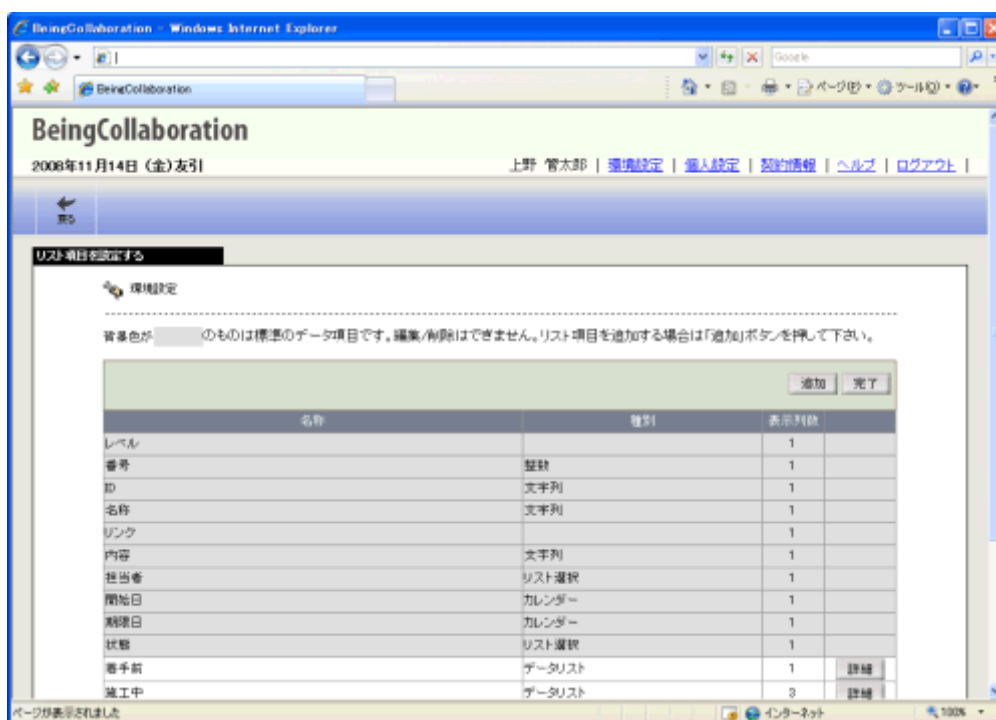 BeingCollaboration - Windows Internet Explorer
Google
BeingCollaboration
ページ(P) ツール(O)
BeingCollaboration
2008年11月14日 (金)友引
上野 管太郎 | 環境設定 | 個人設定 | 契約情報 | ヘルプ | ログアウト |
戻る
リスト項目を設定する
環境設定
背景色が のものは標準のデータ項目です。編集/削除はできません。リスト項目を追加する場合は「追加」ボタンを押して下さい。
追加 完了
名称 種別 表示列数
レベル 1
番号 整数 1
ID 文字列 1
名称 文字列 1
リンク 1
内容 文字列 1
担当者 リスト選択 1
開始日 カレンダー 1
期限日 カレンダー 1
状態 リスト選択 1
着手前 データリスト 1 詳細
施工中 データリスト 3 詳細
ページが表示されました インターネット 100%